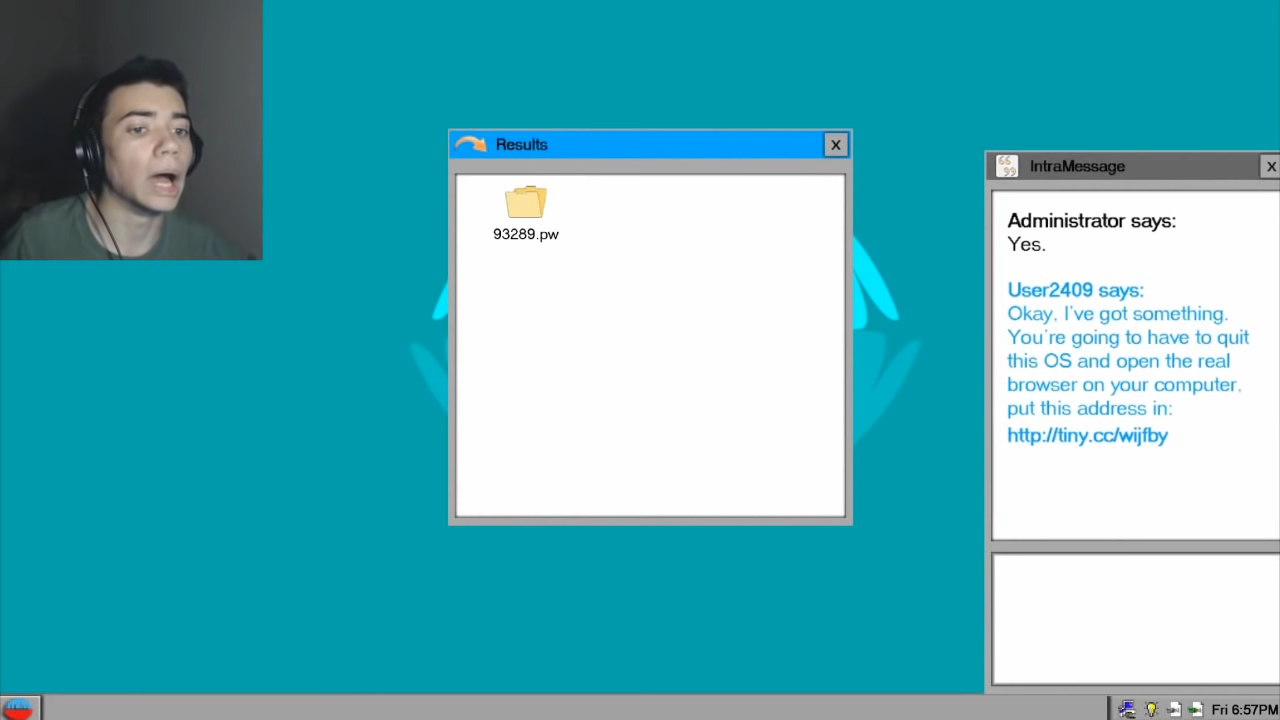 Results
X
93289.pw
IntraMessage
X
Administrator says:
Yes.
User2409 says:
Okay, I've got something.
You're going to have to quit
this OS and open the real
browser on your computer.
put this address in:
http://tiny.cc/wijfby
Fri 6:57PM